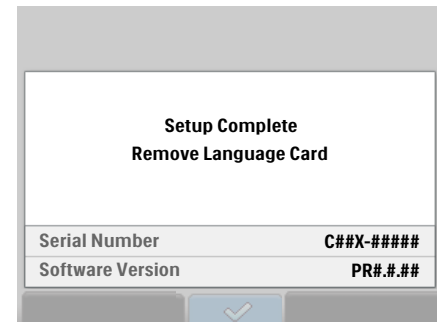 Setup Complete
Remove Language Card
Serial Number C##X-#####
Software Version PR#.#.##